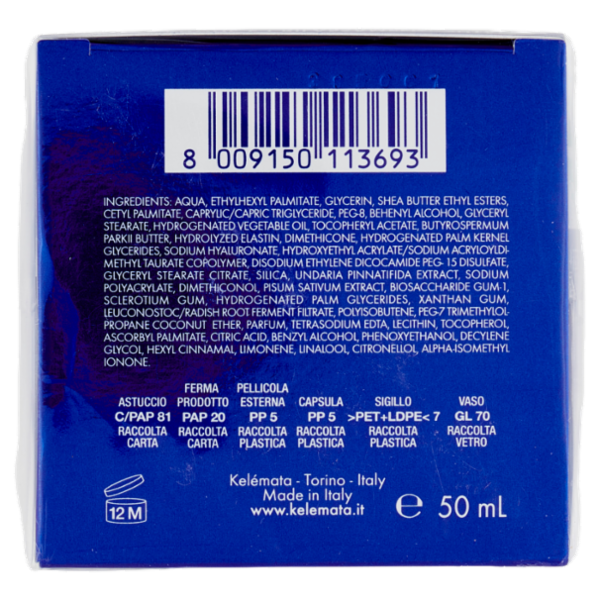 8 009150 113693
INGREDIENTS: AQUA, ETHYLHEXYL PALMITATE, GLYCERIN, SHEA BUTTER ETHYL ESTERS,
CETYL PALMITATE, CAPRYLIC/CAPRIC TRIGLYCERIDE, PEG-8, BEHENYL ALCOHOL, GLYCERYL
STEARATE, HYDROGENATED VEGETABLE OIL, TOCOPHERYL ACETATE, BUTYROSPERMUM
PARKII BUTTER, HYDROLYZED ELASTIN, DIMETHICONE, HYDROGENATED PALM KERNEL
GLYCERIDES, SODIUM HYALURONATE, HYDROXYETHYL ACRYLATE/SODIUM ACRYLOYLDI-
METHYL TAURATE COPOLYMER, DISODIUM ETHYLENE DICOCAMIDE PEG- 15 DISULFATE,
GLYCERYL STEARATE CITRATE, SILICA, UNDARIA PINNATIFIDA EXTRACT, SODIUM
POLYACRYLATE, DIMETHICONOL, PISUM SATIVUM EXTRACT, BIOSACCHARIDE GUM-1,
SCLEROTIUM GUM, HYDROGENATED PALM GLYCERIDES, XANTHAN GUM,
LEUCONOSTOC/RADISH ROOT FERMENT FILTRATE, POLYISOBUTENE, PEG-7 TRIMETHYLOL-
PROPANE COCONUT ETHER, PARFUM, TETRASODIUM EDTA, LECITHIN, TOCOPHEROL,
ASCORBYL PALMITATE, CITRIC ACID, BENZYL ALCOHOL, PHENOXYETHANOL, DECYLENE
GLYCOL, HEXYL CINNAMAL, LIMONENE, LINALOOL, CITRONELLOL, ALPHA-ISOMETHYL
IONONE.
FERMA PELLICOLA
ASTUCCIO PRODOTTO ESTERNA CAPSULA SIGILLO VASO
C/PAP 81 PAP 20 PP 5 PP 5 >PET+LDPE< 7 GL 70
RACCOLTA RACCOLTA RACCOLTA RACCOLTA RACCOLTA RACCOLTA
CARTA CARTA PLASTICA PLASTICA PLASTICA VETRO
12 M
Kelémata - Torino - Italy
Made in Italy
www.kelemata.it
℮ 50 mL